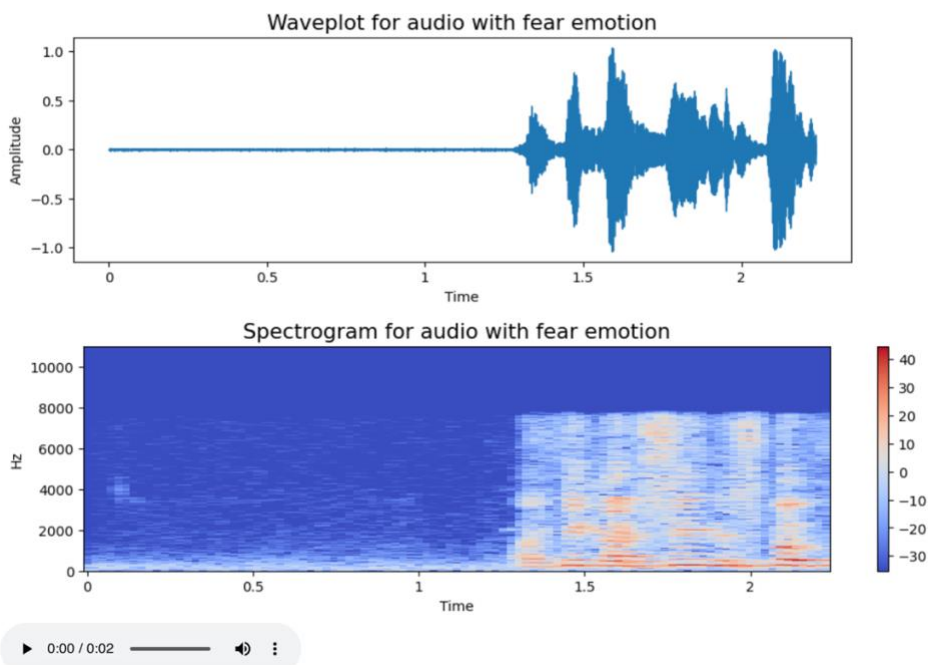 Waveplot for audio with fear emotion
1.0
0.5
0.0
−0.5
−1.0
Amplitude
0 0.5 1 1.5 2
Time
Spectrogram for audio with fear emotion
10000
8000
6000
4000
2000
0
Hz
0 0.5 1 1.5 2
Time
40
30
20
10
0
−10
−20
−30
0:00 / 0:02